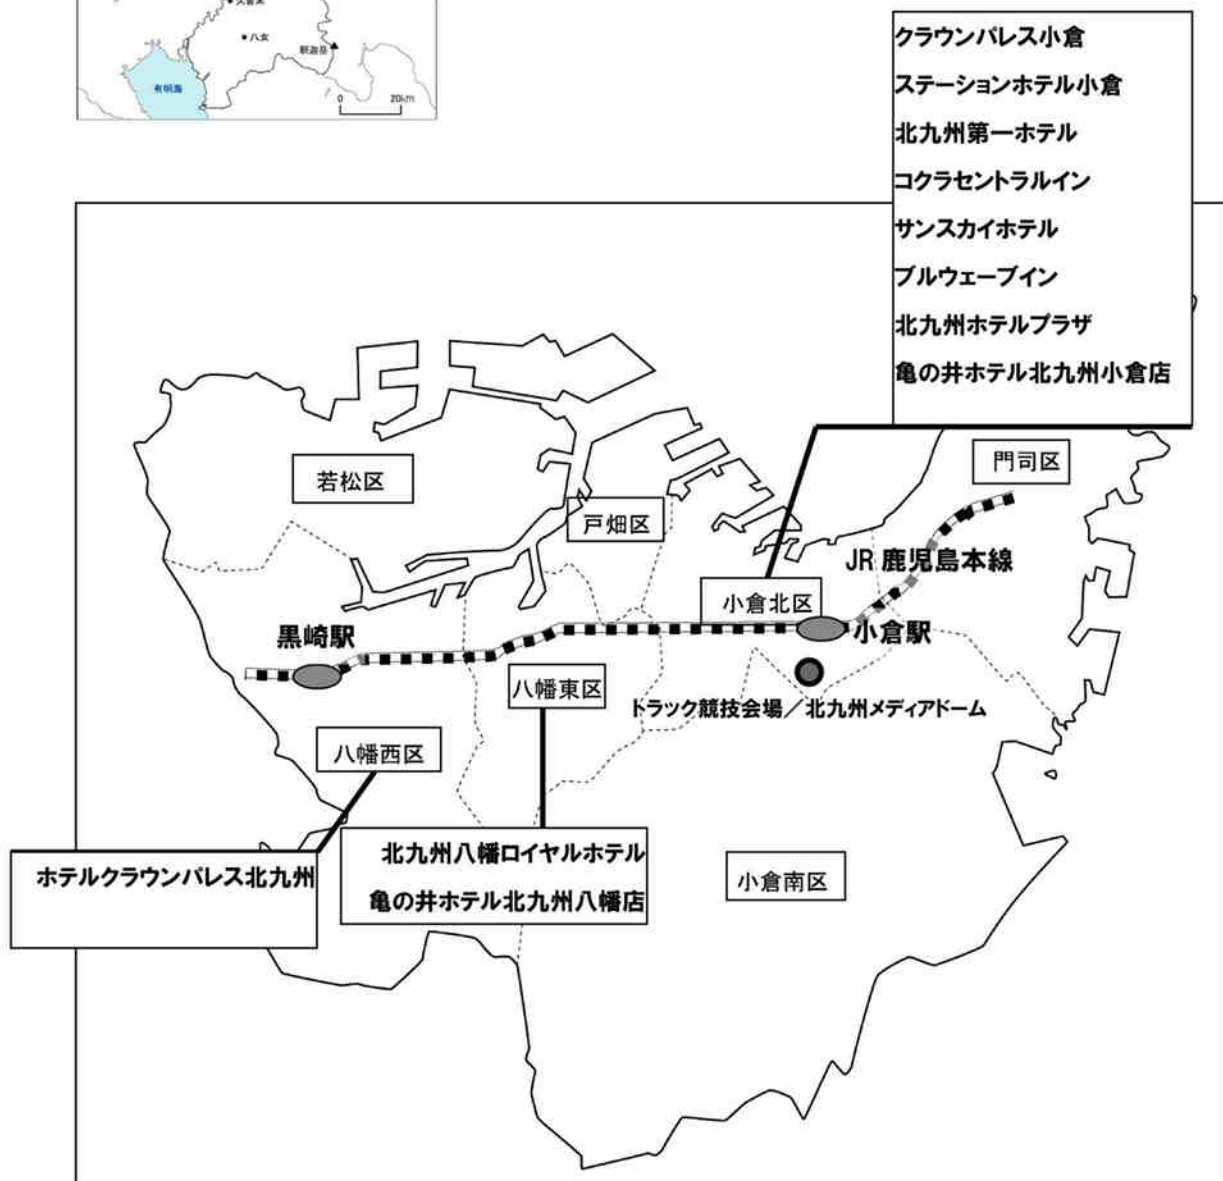 八女
釈迦岳
有明海
0 20km
クラウンパレス小倉
ステーションホテル小倉
北九州第一ホテル
コクラセントラルイン
サンスカイホテル
ブルウェーブイン
北九州ホテルプラザ
亀の井ホテル北九州小倉店
門司区
若松区
戸畑区
JR 鹿児島本線
小倉北区
小倉駅
黒崎駅
八幡東区
トラック競技会場／北九州メディアドーム
八幡西区
北九州八幡ロイヤルホテル
亀の井ホテル北九州八幡店
ホテルクラウンパレス北九州
小倉南区